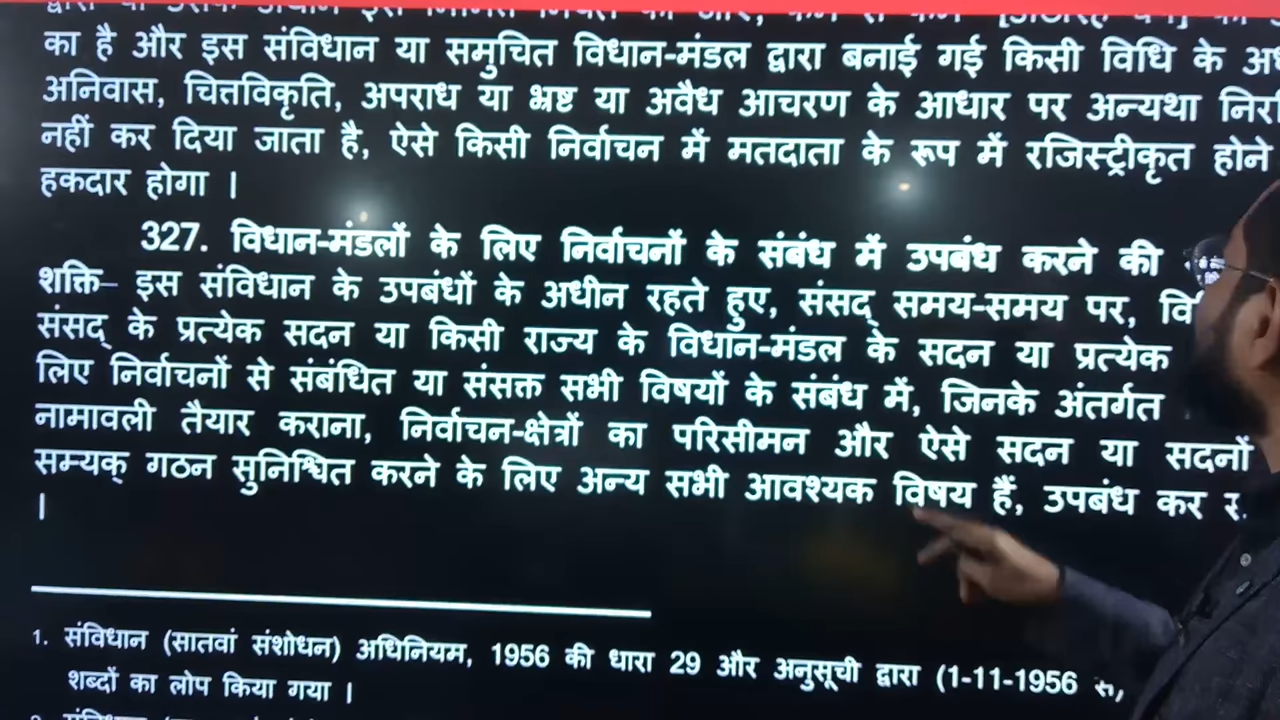 का है और इस संविधान या समुचित विधान-मंडल द्वारा बनाई गई किसी विधि के
अनिवास, चित्तविकृति, अपराध या भ्रष्ट या अवैध आचरण के आधार पर अन्यथा
नहीं कर दिया जाता है, ऐसे किसी निर्वाचन में मतदाता के रूप में रजिस्ट्रीकृत होने
हकदार होगा ।
327. विधान-मंडलों के लिए निर्वाचनों के संबंध में उपबंध करने की
शक्ति– इस संविधान के उपबंधों के अधीन रहते हुए, संसद् समय-समय पर,
संसद् के प्रत्येक सदन या किसी राज्य के विधान-मंडल के सदन या प्रत्येक
लिए निर्वाचनों से संबंधित या संसक्त सभी विषयों के संबंध में, जिनके अंतर्गत
नामावली तैयार कराना, निर्वाचन-क्षेत्रों का परिसीमन और ऐसे सदन या सदनों
सम्यक् गठन सुनिश्चित करने के लिए अन्य सभी आवश्यक विषय हैं, उपबंध कर
।
1. संविधान (सातवां संशोधन) अधिनियम, 1956 की धारा 29 और अनुसूची द्वारा (1-11-1956 से)
शब्दों का लोप किया गया ।